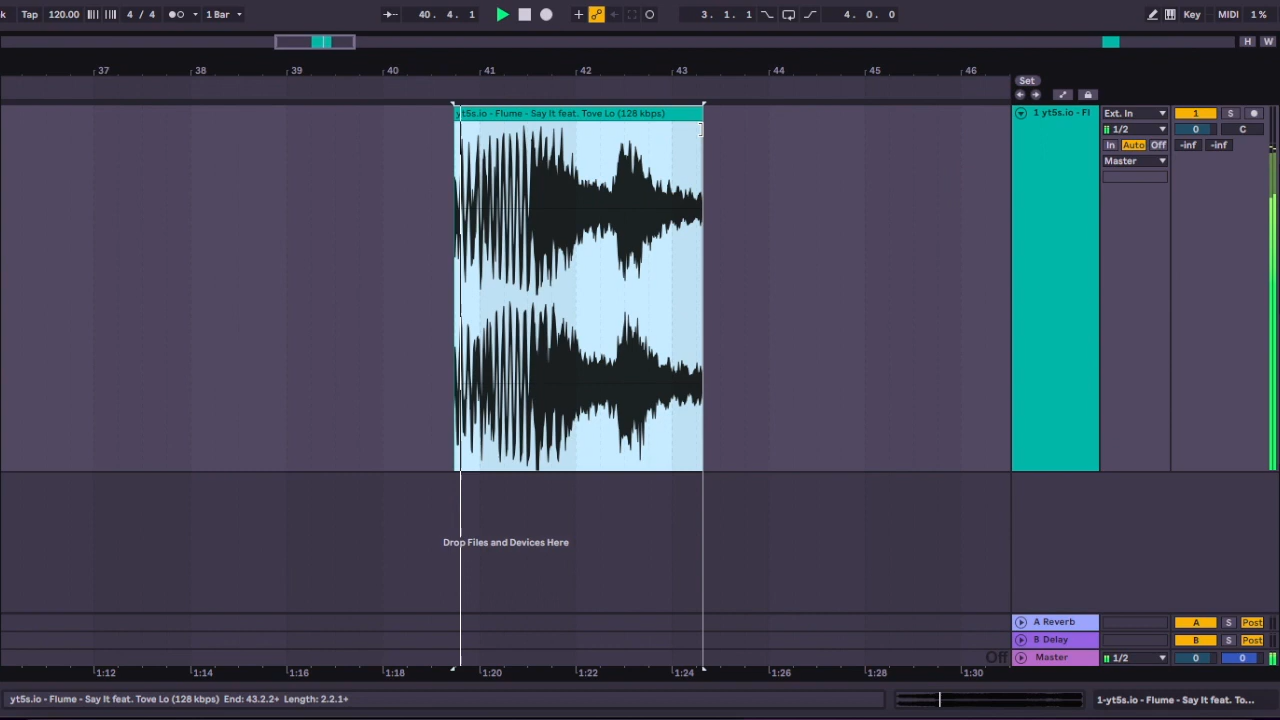 k Tap 120.00 4 / 4 1 Bar 40. 4. 1 3. 1. 1 4. 0. 0 Key MIDI 1 %
H W
37 38 39 40 41 42 43 44 45 46
Set
yt5s.io - Flume - Say It feat. Tove Lo (128 kbps)
1 yt5s.io - Fl Ext. In 1 S
1/2 0 C
In Auto Off -inf -inf
Master
Drop Files and Devices Here
A Reverb A S Post
B Delay B S Post
Off Master 1/2 0 0
1:12 1:14 1:16 1:18 1:20 1:22 1:24 1:26 1:28 1:30
yt5s.io - Flume - Say It feat. Tove Lo (128 kbps) End: 43.2.2+ Length: 2.2.1+
1-yt5s.io - Flume - Say It feat. To...